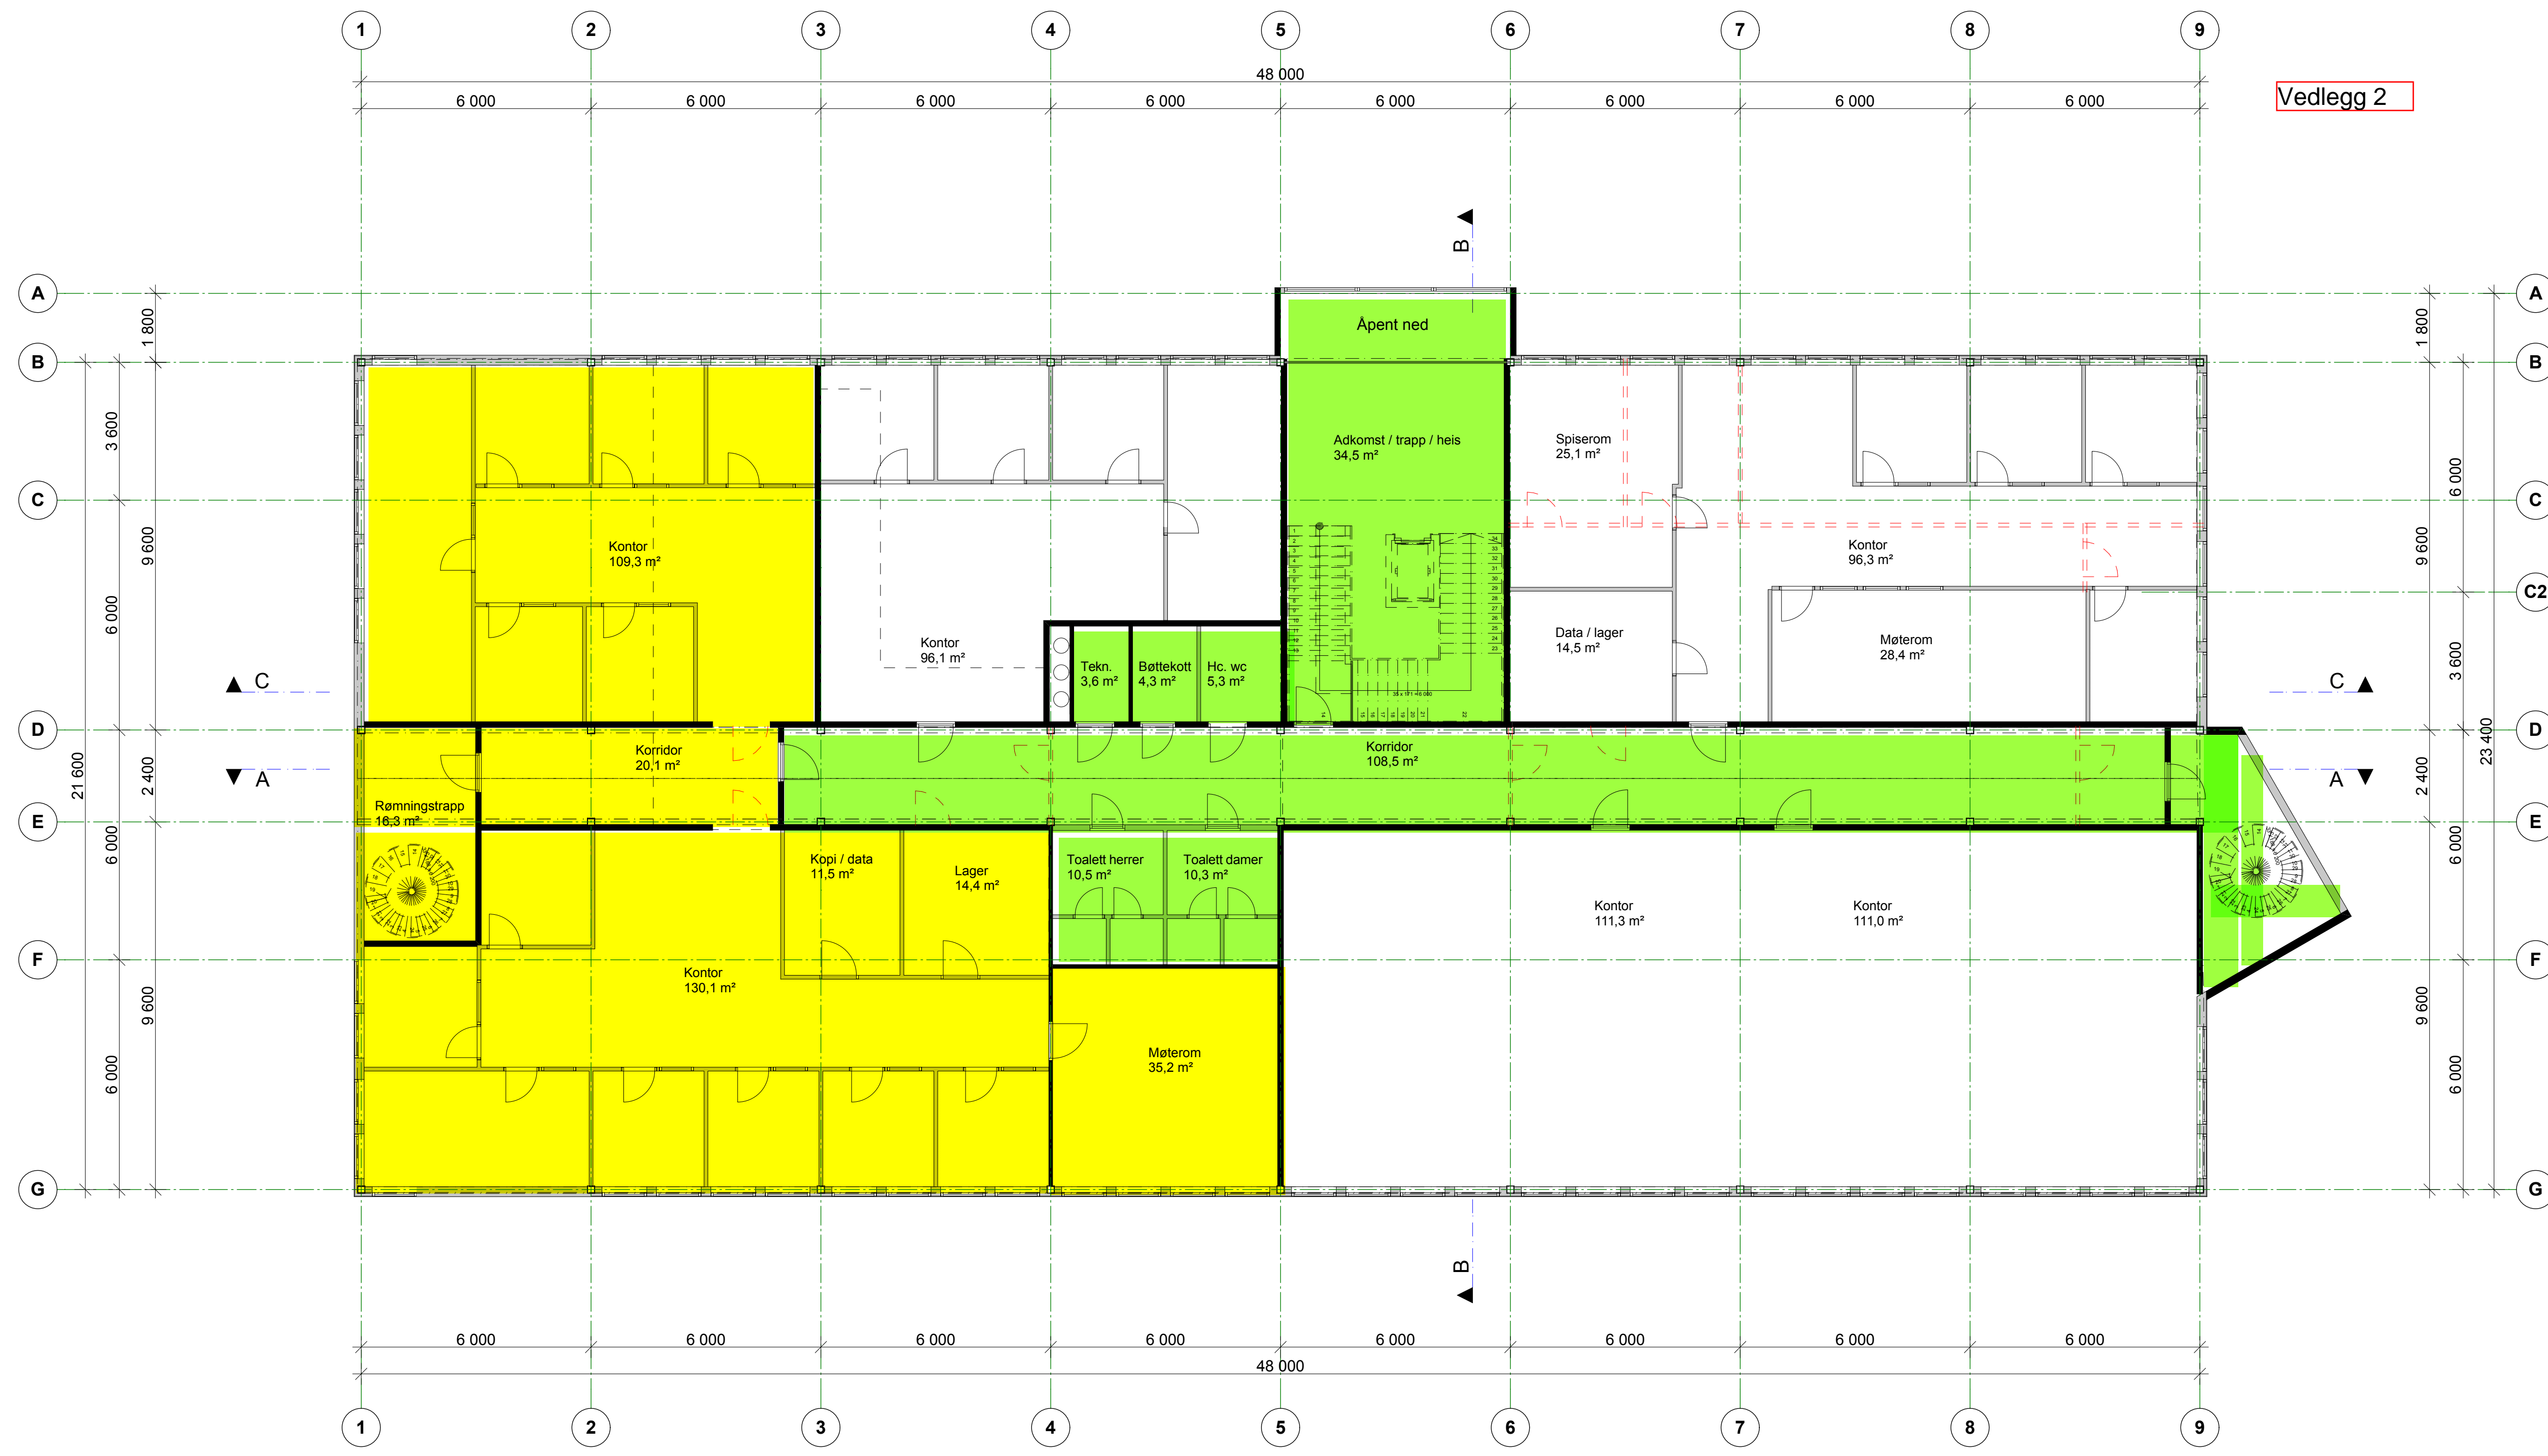 1 2 3 4 5 6 7 8 9
48 000
6 000 6 000 6 000 6 000 6 000 6 000 6 000 6 000
Vedlegg 2
B
A A
1 800 1 800
Åpent ned
B B
3 600
Adkomst / trapp / heis
34,5 m²
Spiserom
25,1 m²
6 000
C C
9 600 9 600
Kontor
109,3 m²
Kontor
96,3 m²
C2
6 000
Kontor
96,1 m²
Tekn.
3,6 m²
Bøttekott
4,3 m²
Hc. wc
5,3 m²
Data / lager
14,5 m²
Møterom
28,4 m²
3 600
C C
D D
21 600
2 400
Korridor
20,1 m²
Korridor
108,5 m²
2 400
23 400
A A
Rømningstrapp
16,3 m²
E E
6 000
Kopi / data
11,5 m²
Lager
14,4 m²
Toalett herrer
10,5 m²
Toalett damer
10,3 m²
Kontor
111,3 m²
Kontor
111,0 m²
6 000
F F
9 600 9 600
Kontor
130,1 m²
Møterom
35,2 m²
6 000 6 000
G G
B
6 000 6 000 6 000 6 000 6 000 6 000 6 000 6 000
48 000
1 2 3 4 5 6 7 8 9